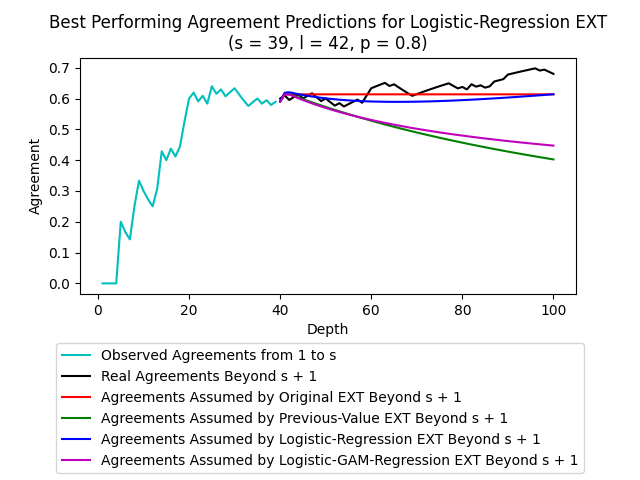 Best Performing Agreement Predictions for Logistic-Regression EXT
(s = 39, l = 42, p = 0.8)
0.7
0.6
0.5
0.4
0.3
0.2
0.1
0.0
Agreement
0 20 40 60 80 100
Depth
Observed Agreements from 1 to s
Real Agreements Beyond s + 1
Agreements Assumed by Original EXT Beyond s + 1
Agreements Assumed by Previous-Value EXT Beyond s + 1
Agreements Assumed by Logistic-Regression EXT Beyond s + 1
Agreements Assumed by Logistic-GAM-Regression EXT Beyond s + 1